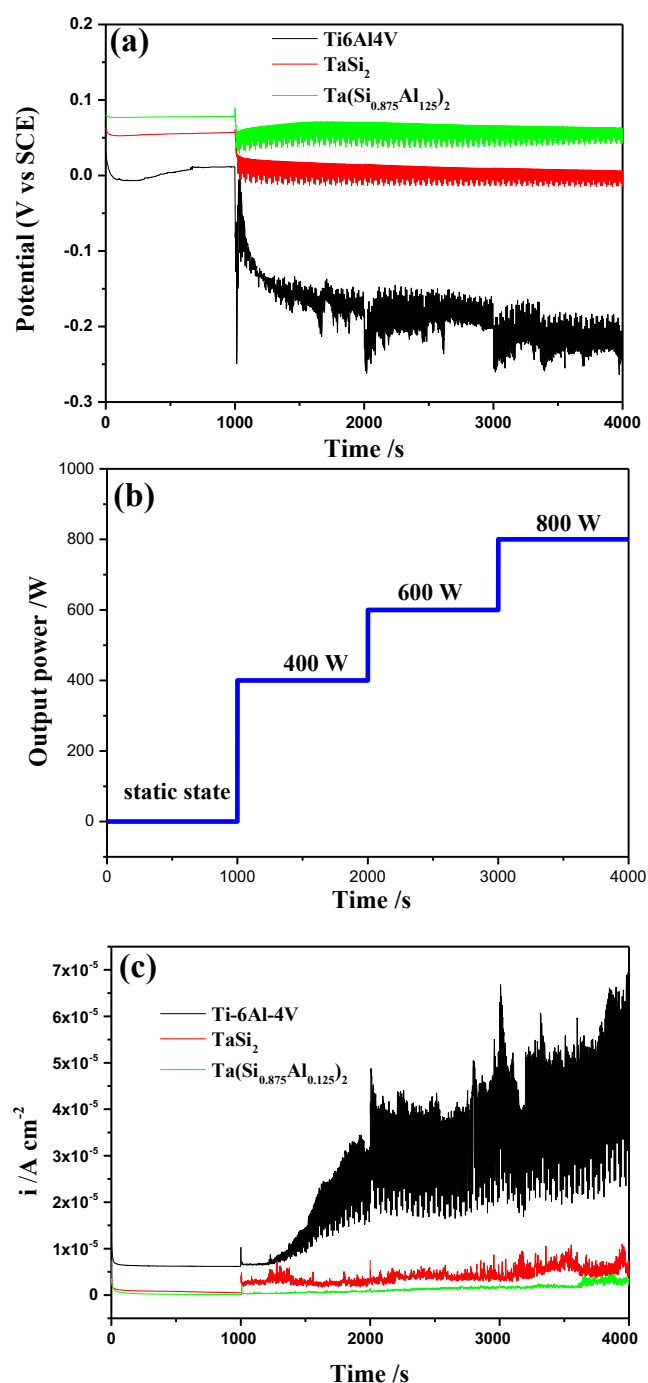 (a)
Ti6Al4V
TaSi2
Ta(Si0.875Al125)2
0.2
0.1
0.0
-0.1
-0.2
-0.3
Potential (V vs SCE)
0 1000 2000 3000 4000
Time /s
(b)
1000
800
600
400
200
0
Output power /W
static state
400 W
600 W
800 W
0 1000 2000 3000 4000
Time /s
(c)
Ti-6Al-4V
TaSi2
Ta(Si0.875Al0.125)2
7x10-5
6x10-5
5x10-5
4x10-5
3x10-5
2x10-5
1x10-5
0
i /A cm-2
0 1000 2000 3000 4000
Time /s